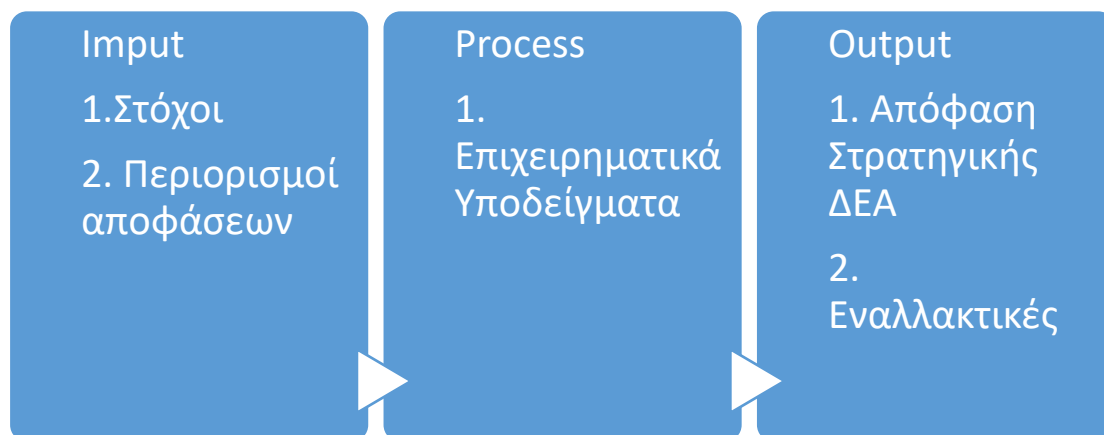 Imput
1.Στόχοι
2. Περιορισμοί
αποφάσεων
Process
1.
Επιχειρηματικά
Υποδείγματα
Output
1. Απόφαση
Στρατηγικής
ΔΕΑ
2.
Εναλλακτικές